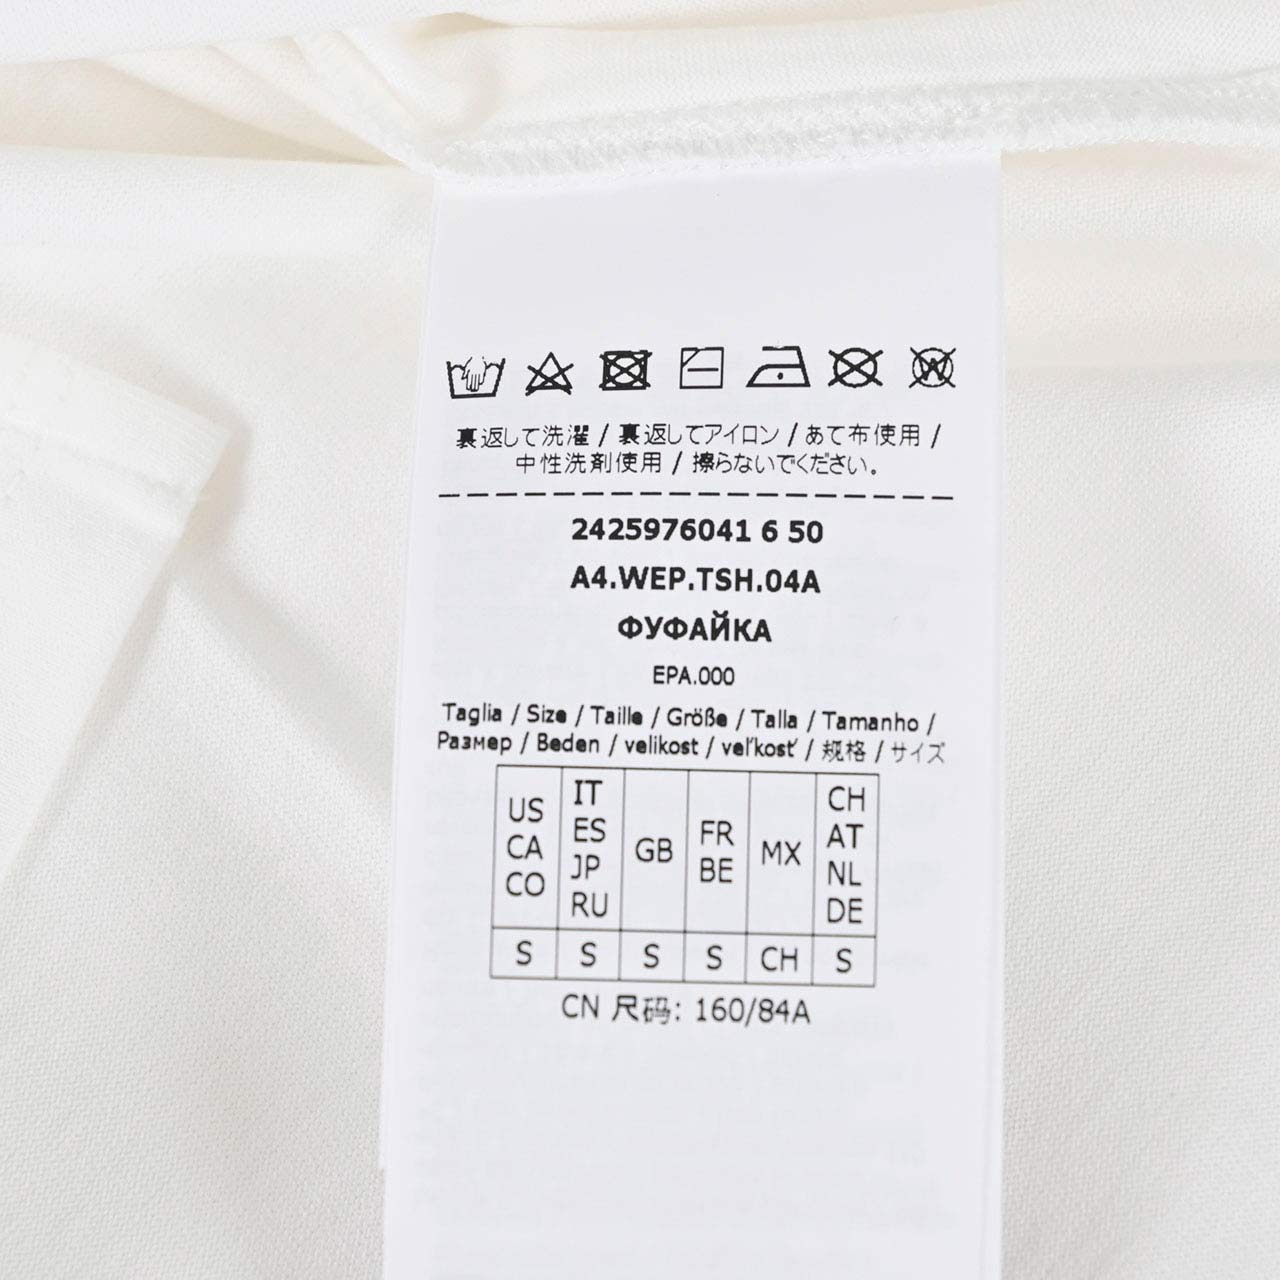 裏返して洗濯 / 裏返してアイロン / あて布使用 /
中性洗剤使用 / 擦らないでください。
2425976041 6 50
A4.WEP.TSH.04A
ФУФАЙКА
EPA.000
Taglia / Size / Taille / Größe / Talla / Tamanho /
Размер / Beden / velikost / veľkosť / 规格 / サイズ
US CA CO
IT ES JP RU
GB
FR BE
MX
CH AT NL DE
S S S S CH S
CN 尺码: 160/84A